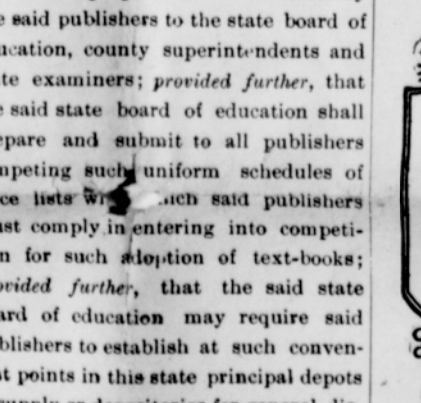 e said publishers to the state board of
ucation, county superintendents and
te examiners; provided further, that
e said state board of education shall
epare and submit to all publishers
mpeting such uniform schedules of
ce lists said publishers
ust comply in entering into competi-
n for such adoption of text-books;
ovided further, that the said state
ard of education may require said
blishers to establish at such conven-
t points in this state principal depots